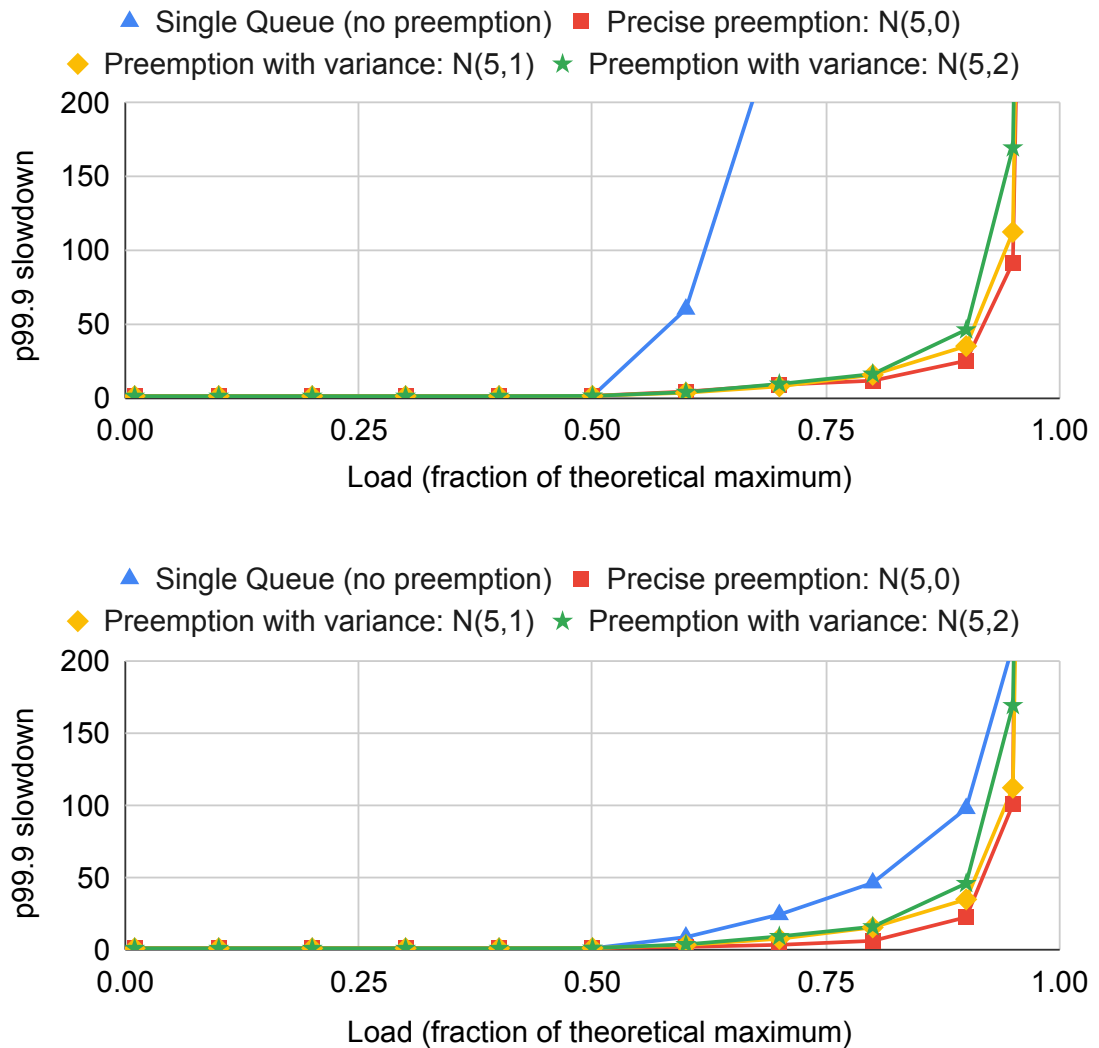 Single Queue (no preemption) Precise preemption: N(5,0)
Preemption with variance: N(5,1) Preemption with variance: N(5,2)
200
150
100
50
0
p99.9 slowdown
0.00 0.25 0.50 0.75 1.00
Load (fraction of theoretical maximum)
Single Queue (no preemption) Precise preemption: N(5,0)
Preemption with variance: N(5,1) Preemption with variance: N(5,2)
200
150
100
50
0
p99.9 slowdown
0.00 0.25 0.50 0.75 1.00
Load (fraction of theoretical maximum)